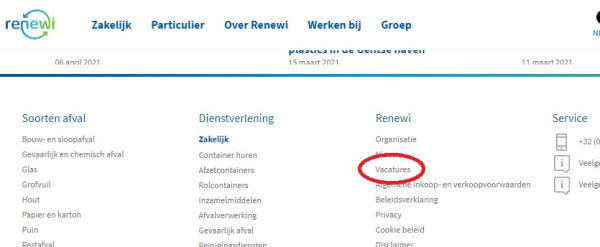 renewi
Zakelijk Particulier Over Renewi Werken bij Groep
plastics in de Gentse haven
06 april 2021 15 maart 2021 11 maart 2021
Soorten afval
Bouw- en sloopafval
Gevaarlijk en chemisch afval
Glas
Grofvuil
Hout
Papier en karton
Puin
Restafval
Dienstverlening
Zakelijk
Container huren
Afzetcontainers
Rolcontainers
Inzamelmiddelen
Afvalverwerking
Gevaarlijk afval
Reinigingsdiensten
Renewi
Organisatie
Vacatures
Algemene inkoop- en verkoopvoorwaarden
Beleidsverklaring
Privacy
Cookie beleid
Disclaimer
Service
+32 (0
Veelge
Veelge